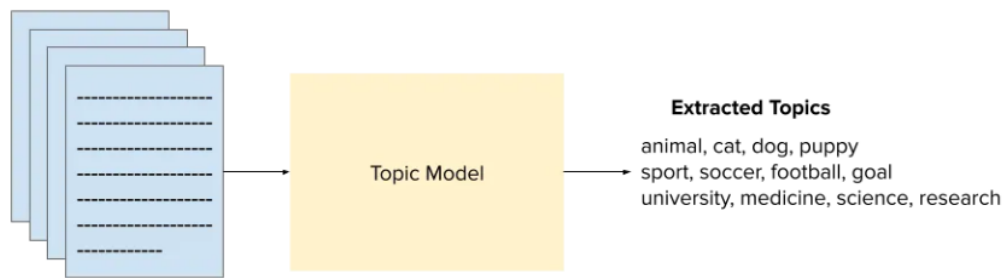 Topic Model
Extracted Topics
animal, cat, dog, puppy
sport, soccer, football, goal
university, medicine, science, research